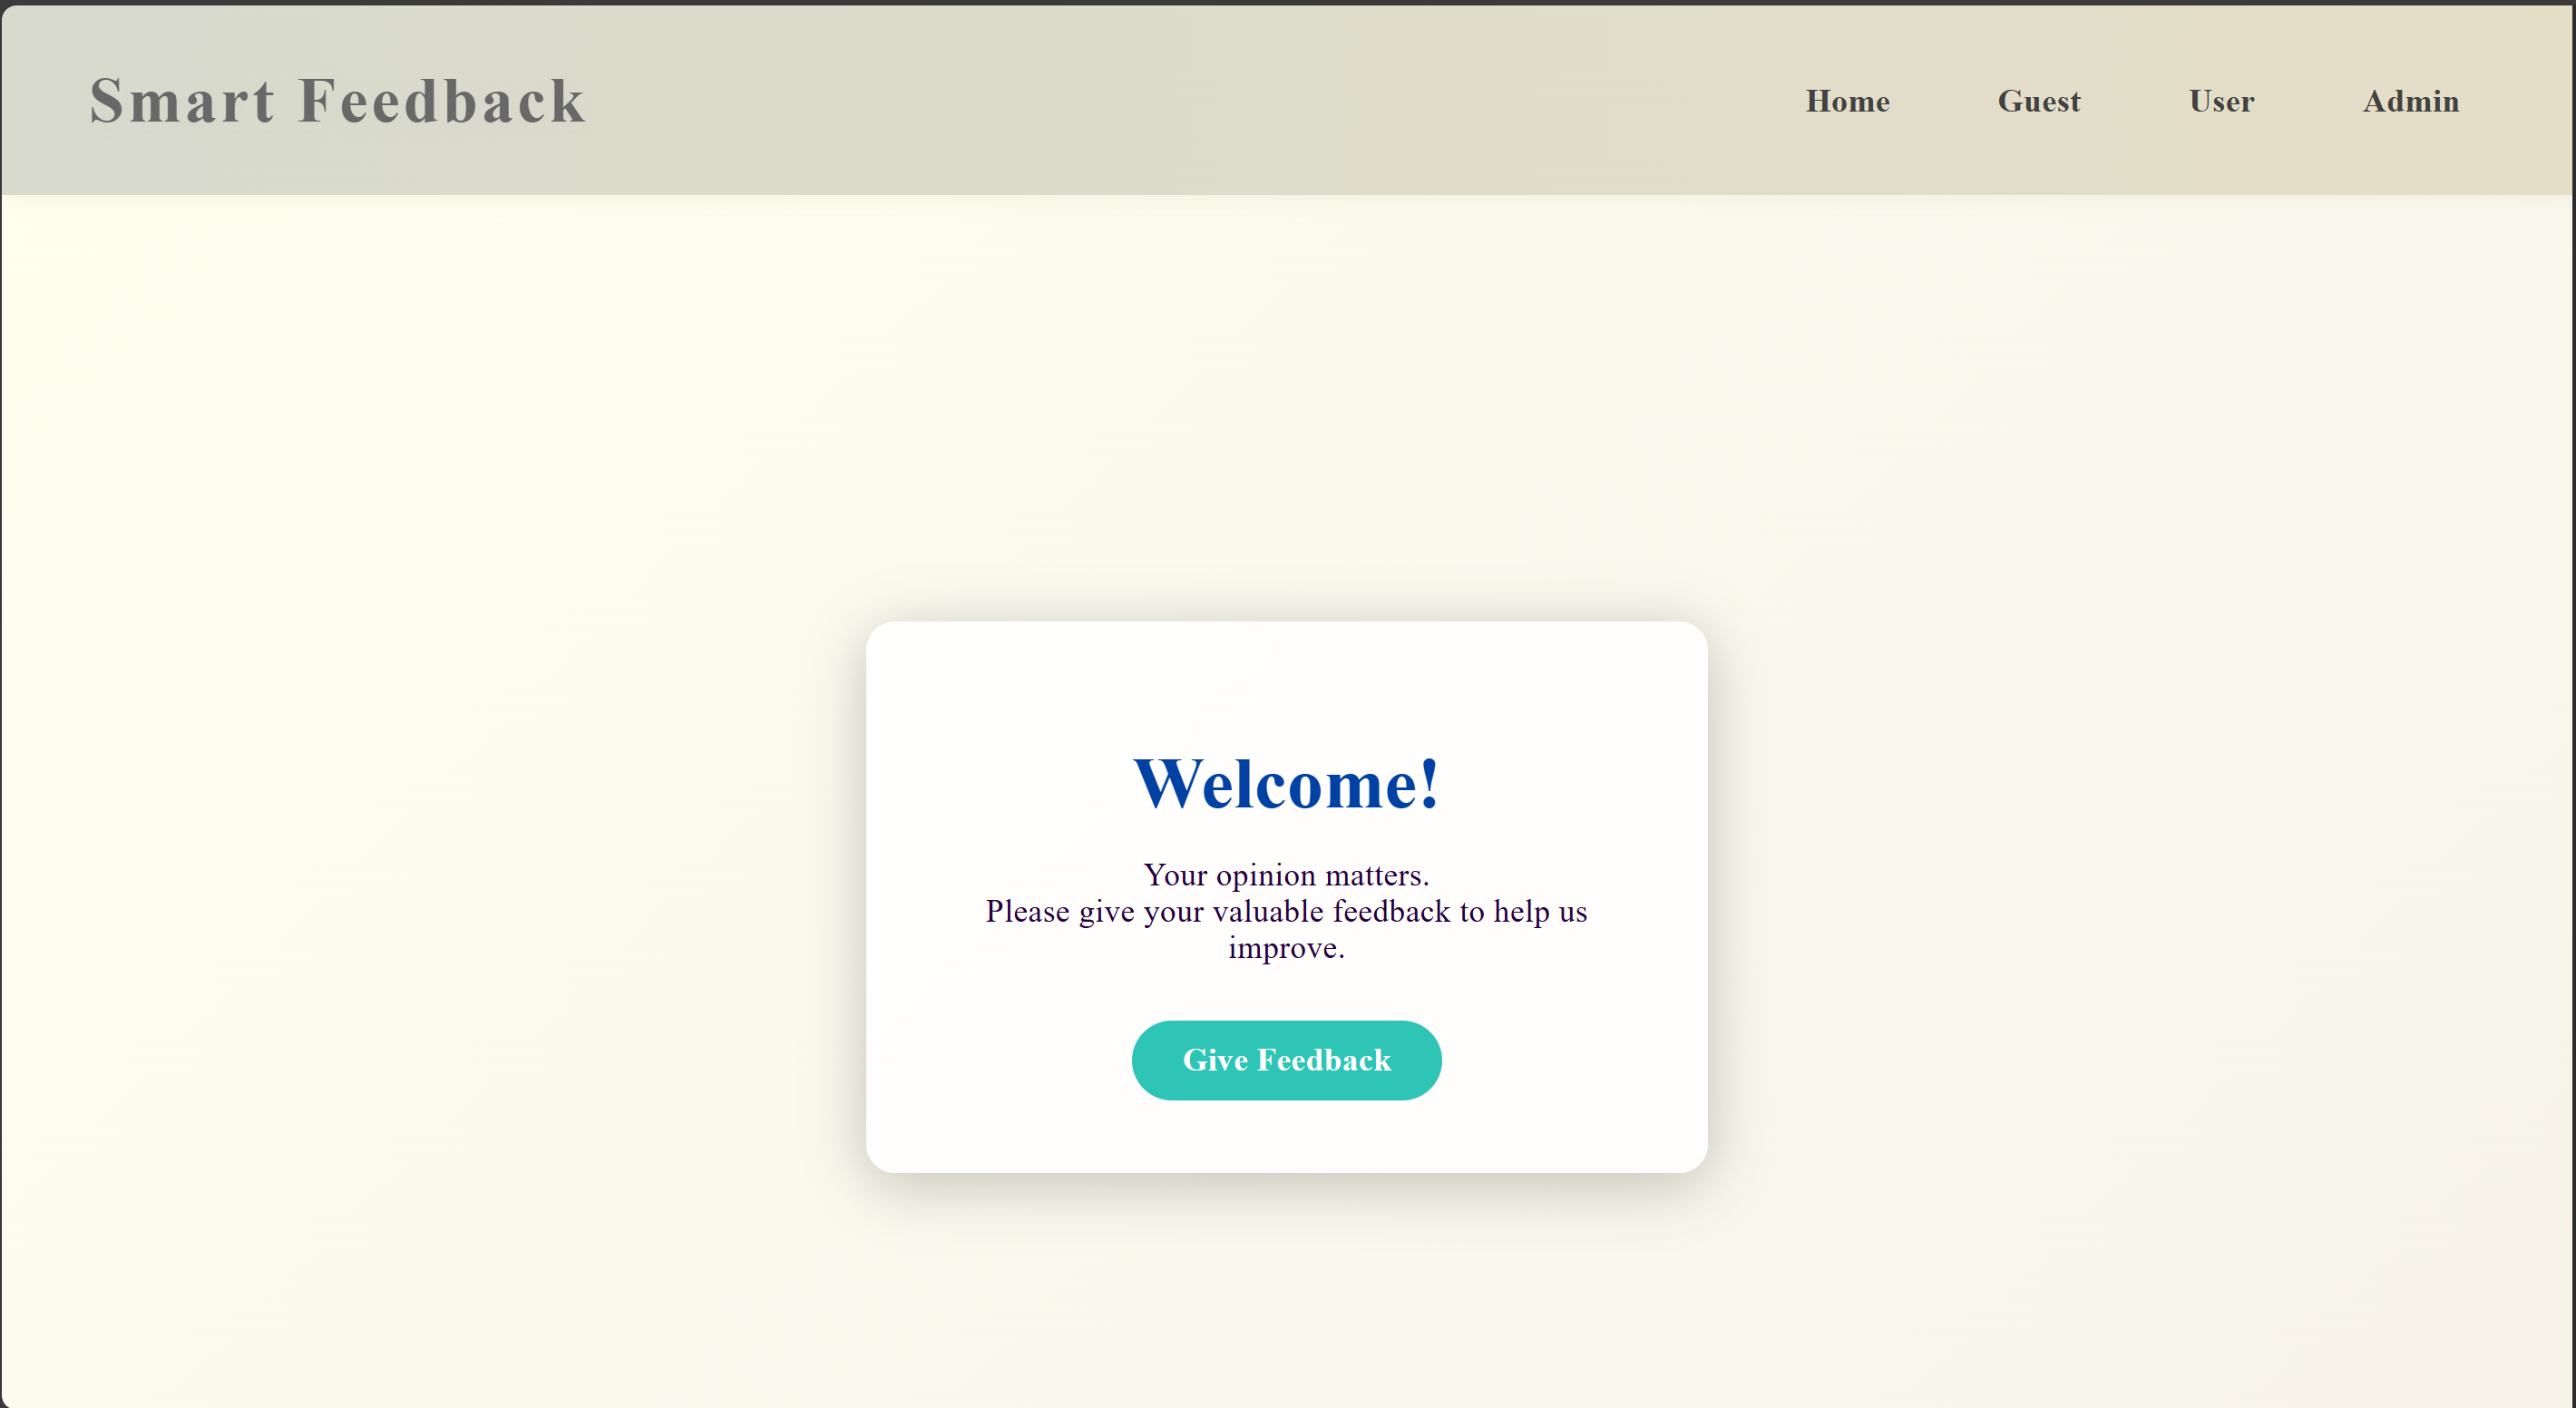 Smart Feedback
Home Guest User Admin
Welcome!
Your opinion matters.
Please give your valuable feedback to help us
improve.
Give Feedback